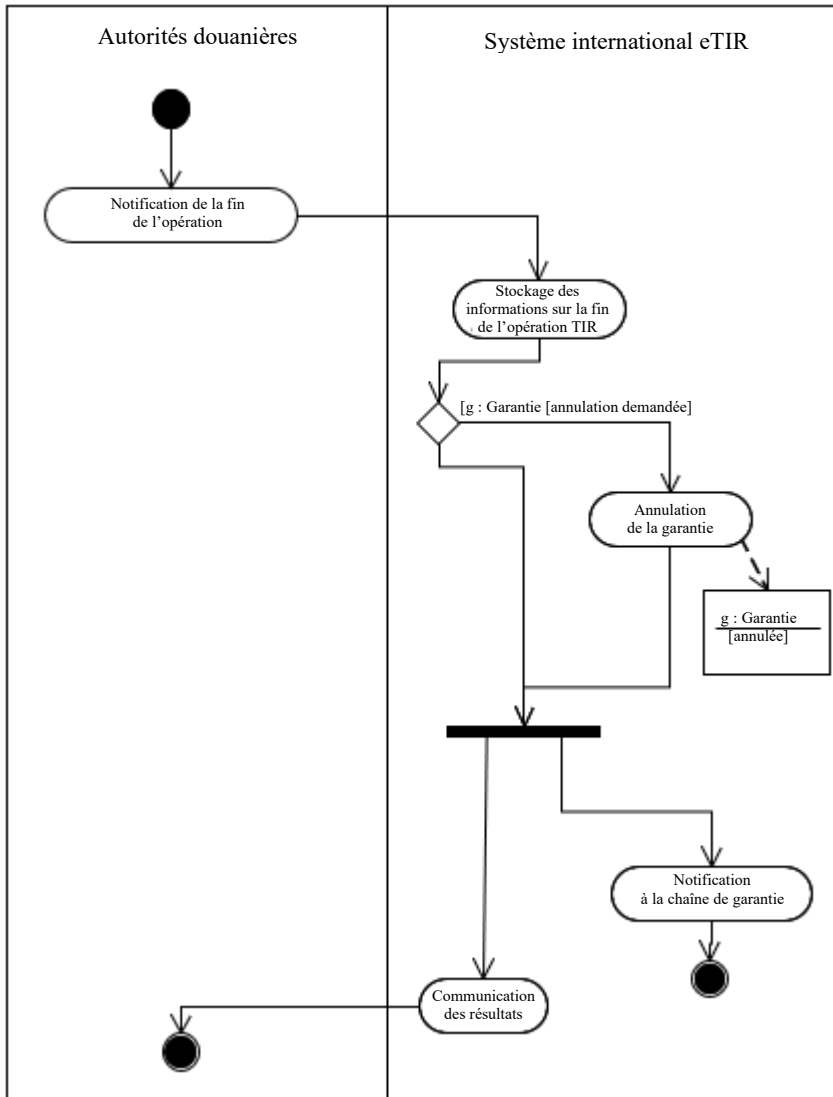 Autorités douanières
Système international eTIR
Notification de la fin
de l’opération
Stockage des
informations sur la fin
de l’opération TIR
[g : Garantie [annulation demandée]
Annulation
de la garantie
g : Garantie
[annulée]
Notification
à la chaîne de garantie
Communication
des résultats